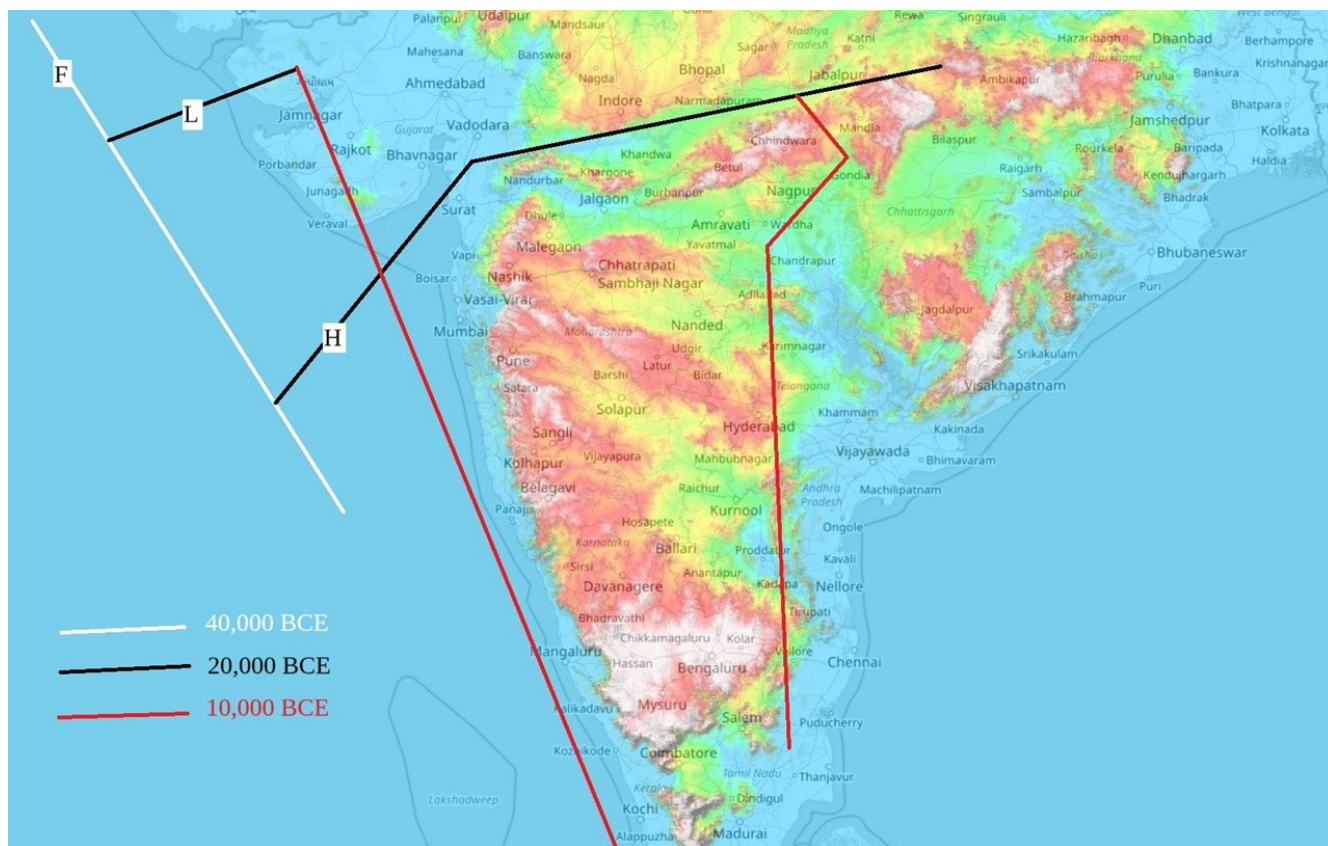 Palanpur
Udaipur
Mandsaur
Guna
Madhya
Pradesh
Rewa
Singrauli
West Bengal
Mahesana
Banswara
Sagar
Katni
Hazaribagh
Dhanbad
Berhampore
F
Nagda
Bhopal
Jabalpur
Jharkhand
Krishnanagar
Ahmedabad
Ambikapur
Purulia
Bankura
Indore
Narmadapuram
L
Jamnagar
Vadodara
Mandla
Jamshedpur
Bhatpara
Gujarat
Rajkot
Bhavnagar
Khandwa
Chhindwara
Bilaspur
Kolkata
Porbandar
Khargone
Betul
Rourkela
Baripada
Haldia
Junagadh
Nandurbar
Burhanpur
Gondia
Raigarh
Kendujhargarh
Surat
Jalgaon
Nagpur
Sambalpur
Bhadrak
Veraval
Dhule
Amravati
Wardha
Chhattisgarh
Vapi
Malegaon
Yavatmal
Bhubaneswar
Boisar
Nashik
Chhatrapati
Sambhaji Nagar
Chandrapur
Odisha
Puri
Vasai-Virar
Adilabad
Brahmapur
Mumbai
Nanded
Jagdalpur
H
Maharashtra
Udgir
Karimnagar
Srikakulam
Pune
Latur
Barshi
Bidar
Satara
Telangana
Visakhapatnam
Solapur
Khammam
Sangli
Hyderabad
Kakinada
Kolhapur
Vijayapura
Mahbubnagar
Vijayawada
Bhimavaram
Belagavi
Raichur
Andhra
Pradesh
Machilipatnam
Panaji
Kurnool
Hosapete
Ongole
Karnataka
Ballari
Proddatur
Kavali
Sirsi
Anantapur
Kadapa
Nellore
Davanagere
Tirupati
Bhadravathi
40,000 BCE
Chikkamagaluru
Kolar
Mangaluru
Vellore
Chennai
20,000 BCE
Hassan
Bengaluru
10,000 BCE
Kalikadavu
Mysuru
Salem
Puducherry
Kozhikode
Coimbatore
Tamil Nadu
Thanjavur
Lakshadweep
Kerala
Kochi
Dindigul
Alappuzha
Madurai